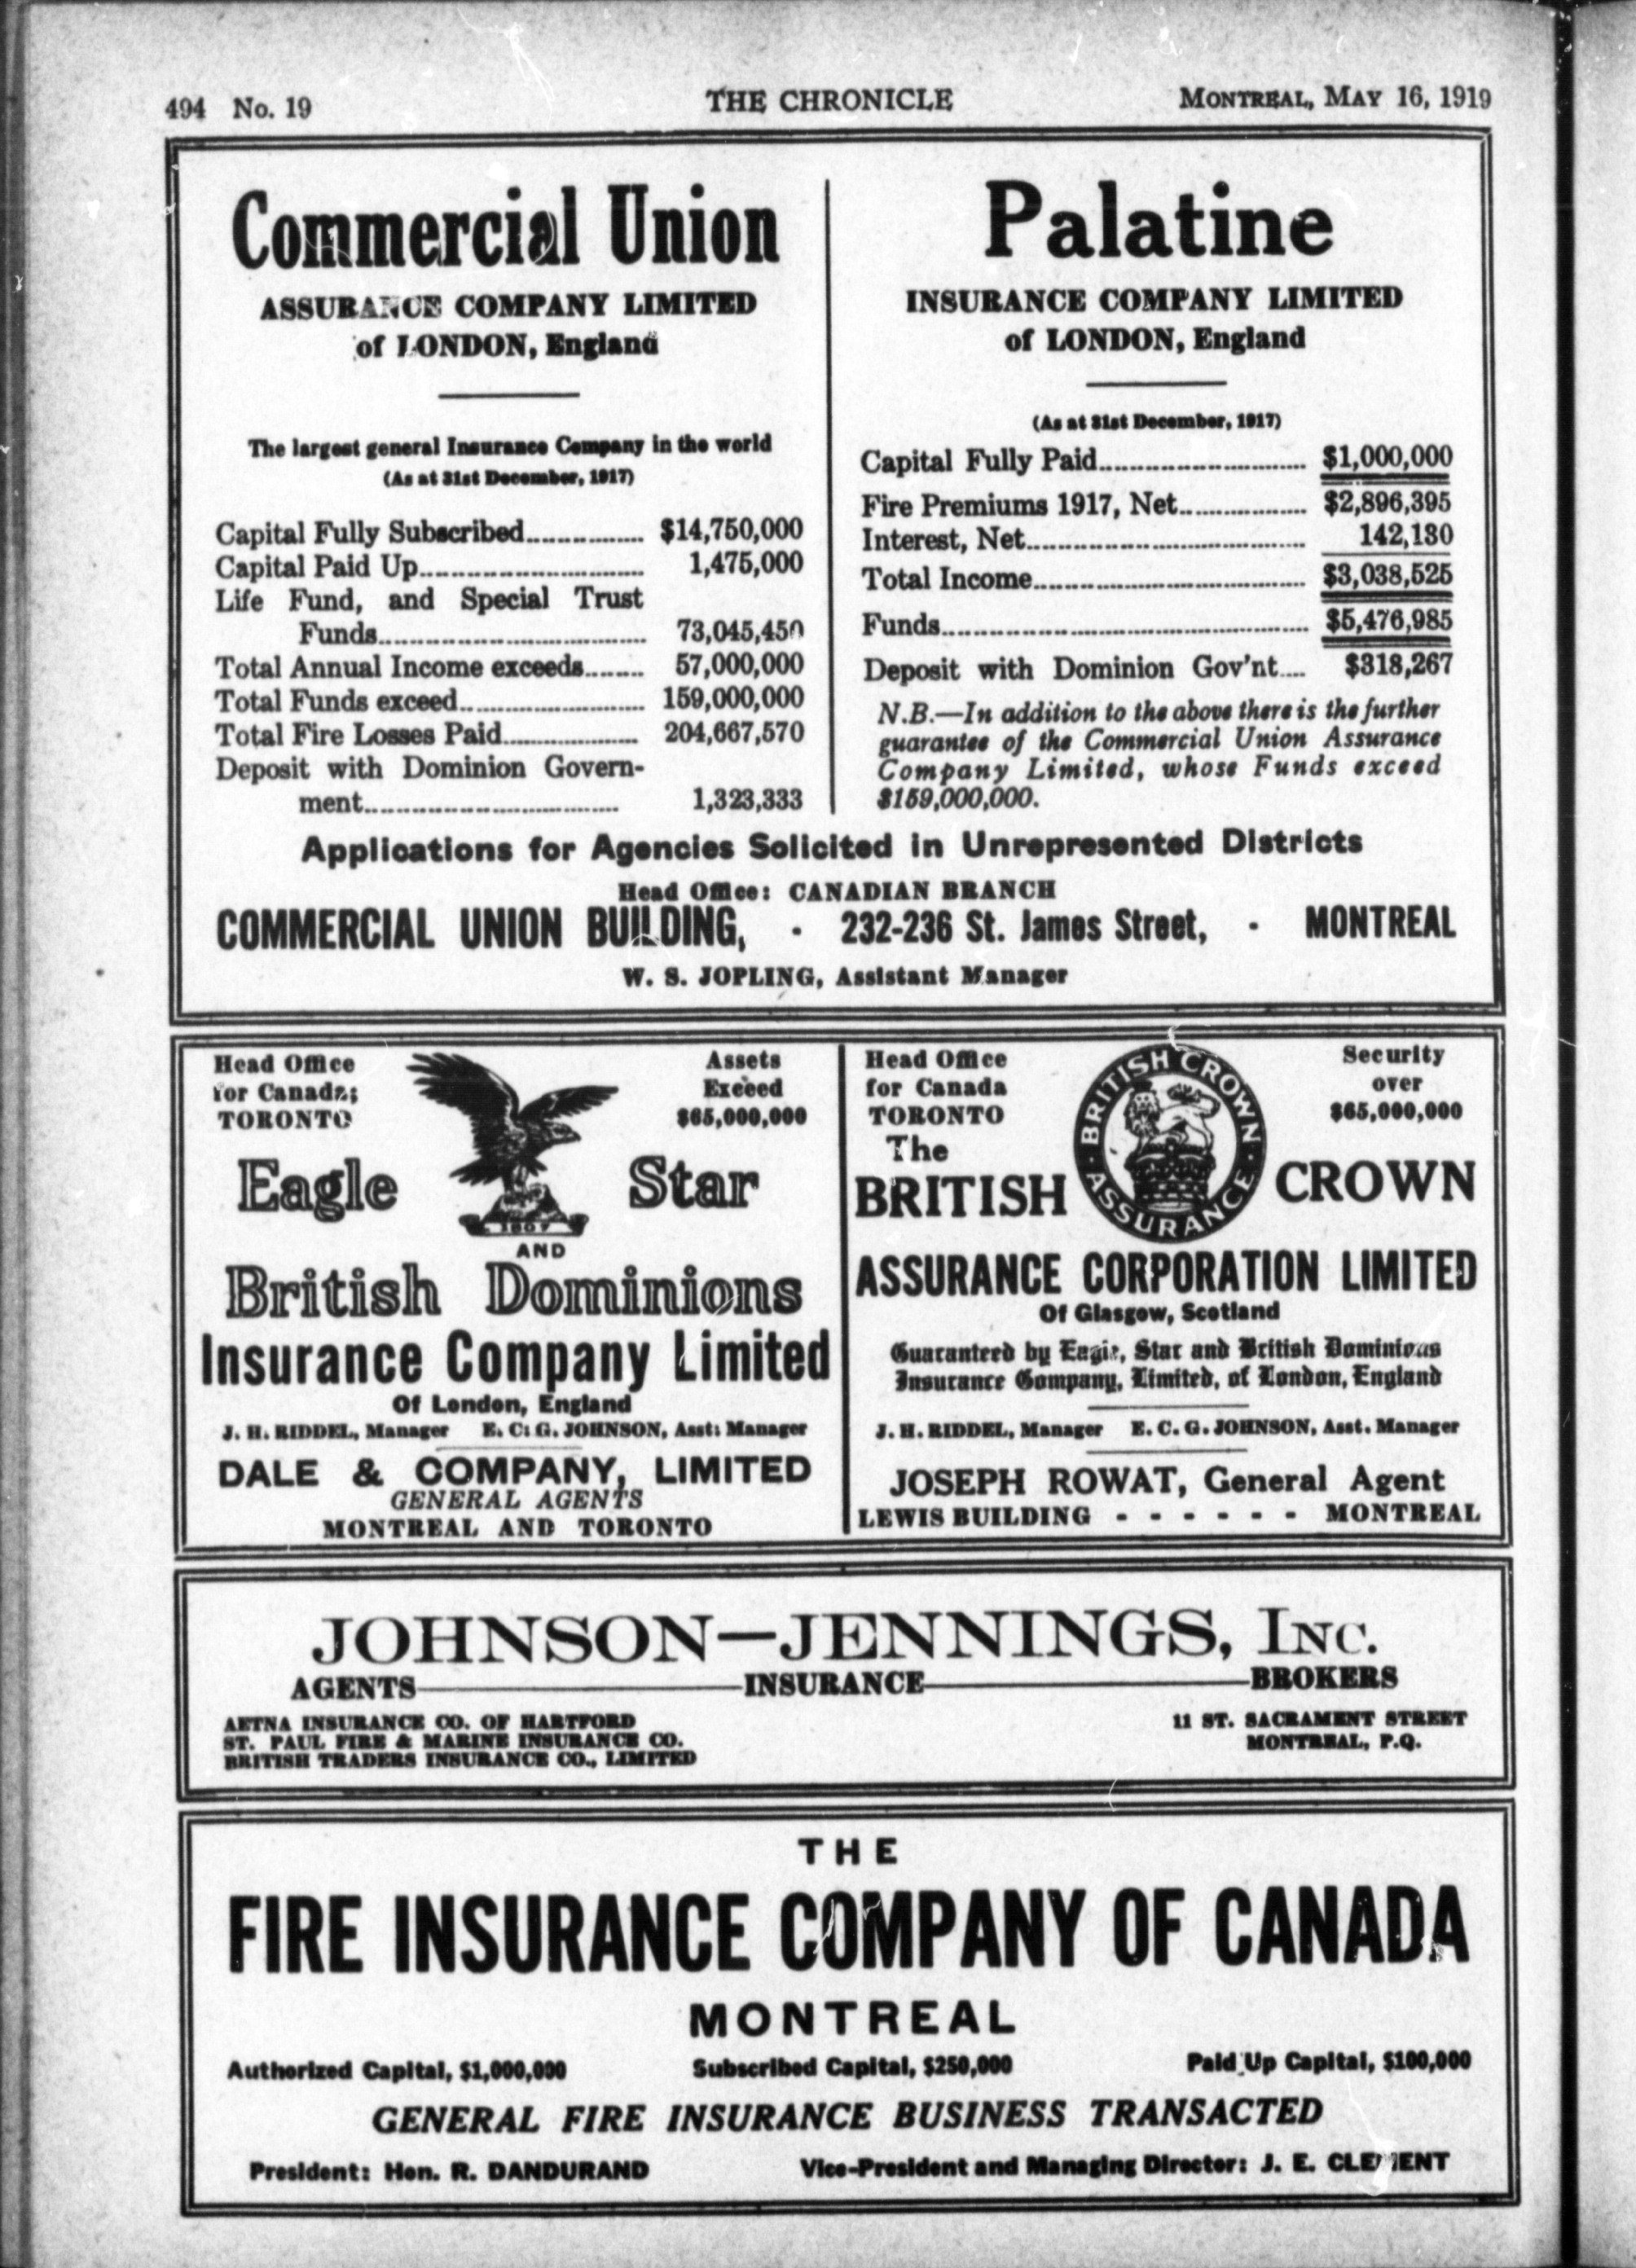 494 No. 19
THE CHRONICLE
MONTREAL, MAY 16, 1919
Commercial Union
ASSURANCE COMPANY LIMITED
of LONDON, England
The largest general Insurance Company in the world
(As at 31st December, 1917)
Capital Fully Subscribed................ $14,750,000
Capital Paid Up............................. 1,475,000
Life Fund, and Special Trust
Funds.................................. 73,045,450
Total Annual Income exceeds........ 57,000,000
Total Funds exceed........................ 159,000,000
Total Fire Losses Paid.................... 204,667,570
Deposit with Dominion Govern-
ment................................. 1,323,333
Palatine
INSURANCE COMPANY LIMITED
of LONDON, England
(As at 31st December, 1917)
Capital Fully Paid........................... $1,000,000
Fire Premiums 1917, Net................. $2,896,395
Interest, Net.................................... 142,130
Total Income................................... $3,038,525
Funds............................................... $5,476,985
Deposit with Dominion Gov'nt.... $318,267
N.B.—In addition to the above there is the further
guarantee of the Commercial Union Assurance
Company Limited, whose Funds exceed
$159,000,000.
Applications for Agencies Solicited in Unrepresented Districts
Head Office: CANADIAN BRANCH
COMMERCIAL UNION BUILDING, - 232-236 St. James Street, - MONTREAL
W. S. JOPLING, Assistant Manager
Head Office
for Canada:
TORONTO
Assets
Exceed
$65,000,000
Eagle Star
1807
AND
British Dominions
Insurance Company Limited
Of London, England
J. H. RIDDEL, Manager E. C. G. JOHNSON, Asst. Manager
DALE & COMPANY, LIMITED
GENERAL AGENTS
MONTREAL AND TORONTO
Head Office
for Canada
TORONTO
BRITISH CROWN ASSURANCE
Security
over
$65,000,000
The
BRITISH CROWN
ASSURANCE CORPORATION LIMITED
Of Glasgow, Scotland
Guaranteed by Eagle, Star and British Dominions
Insurance Company, Limited, of London, England
J. H. RIDDEL, Manager E. C. G. JOHNSON, Asst. Manager
JOSEPH ROWAT, General Agent
LEWIS BUILDING - - - - - - MONTREAL
JOHNSON—JENNINGS, INC.
AGENTS—INSURANCE—BROKERS
AETNA INSURANCE CO. OF HARTFORD
ST. PAUL FIRE & MARINE INSURANCE CO.
BRITISH TRADERS INSURANCE CO., LIMITED
11 ST. SACRAMENT STREET
MONTREAL, P.Q.
THE
FIRE INSURANCE COMPANY OF CANADA
MONTREAL
Authorized Capital, $1,000,000 Subscribed Capital, $250,000 Paid Up Capital, $100,000
GENERAL FIRE INSURANCE BUSINESS TRANSACTED
President: Hon. R. DANDURAND Vice-President and Managing Director: J. E. CLEMENT